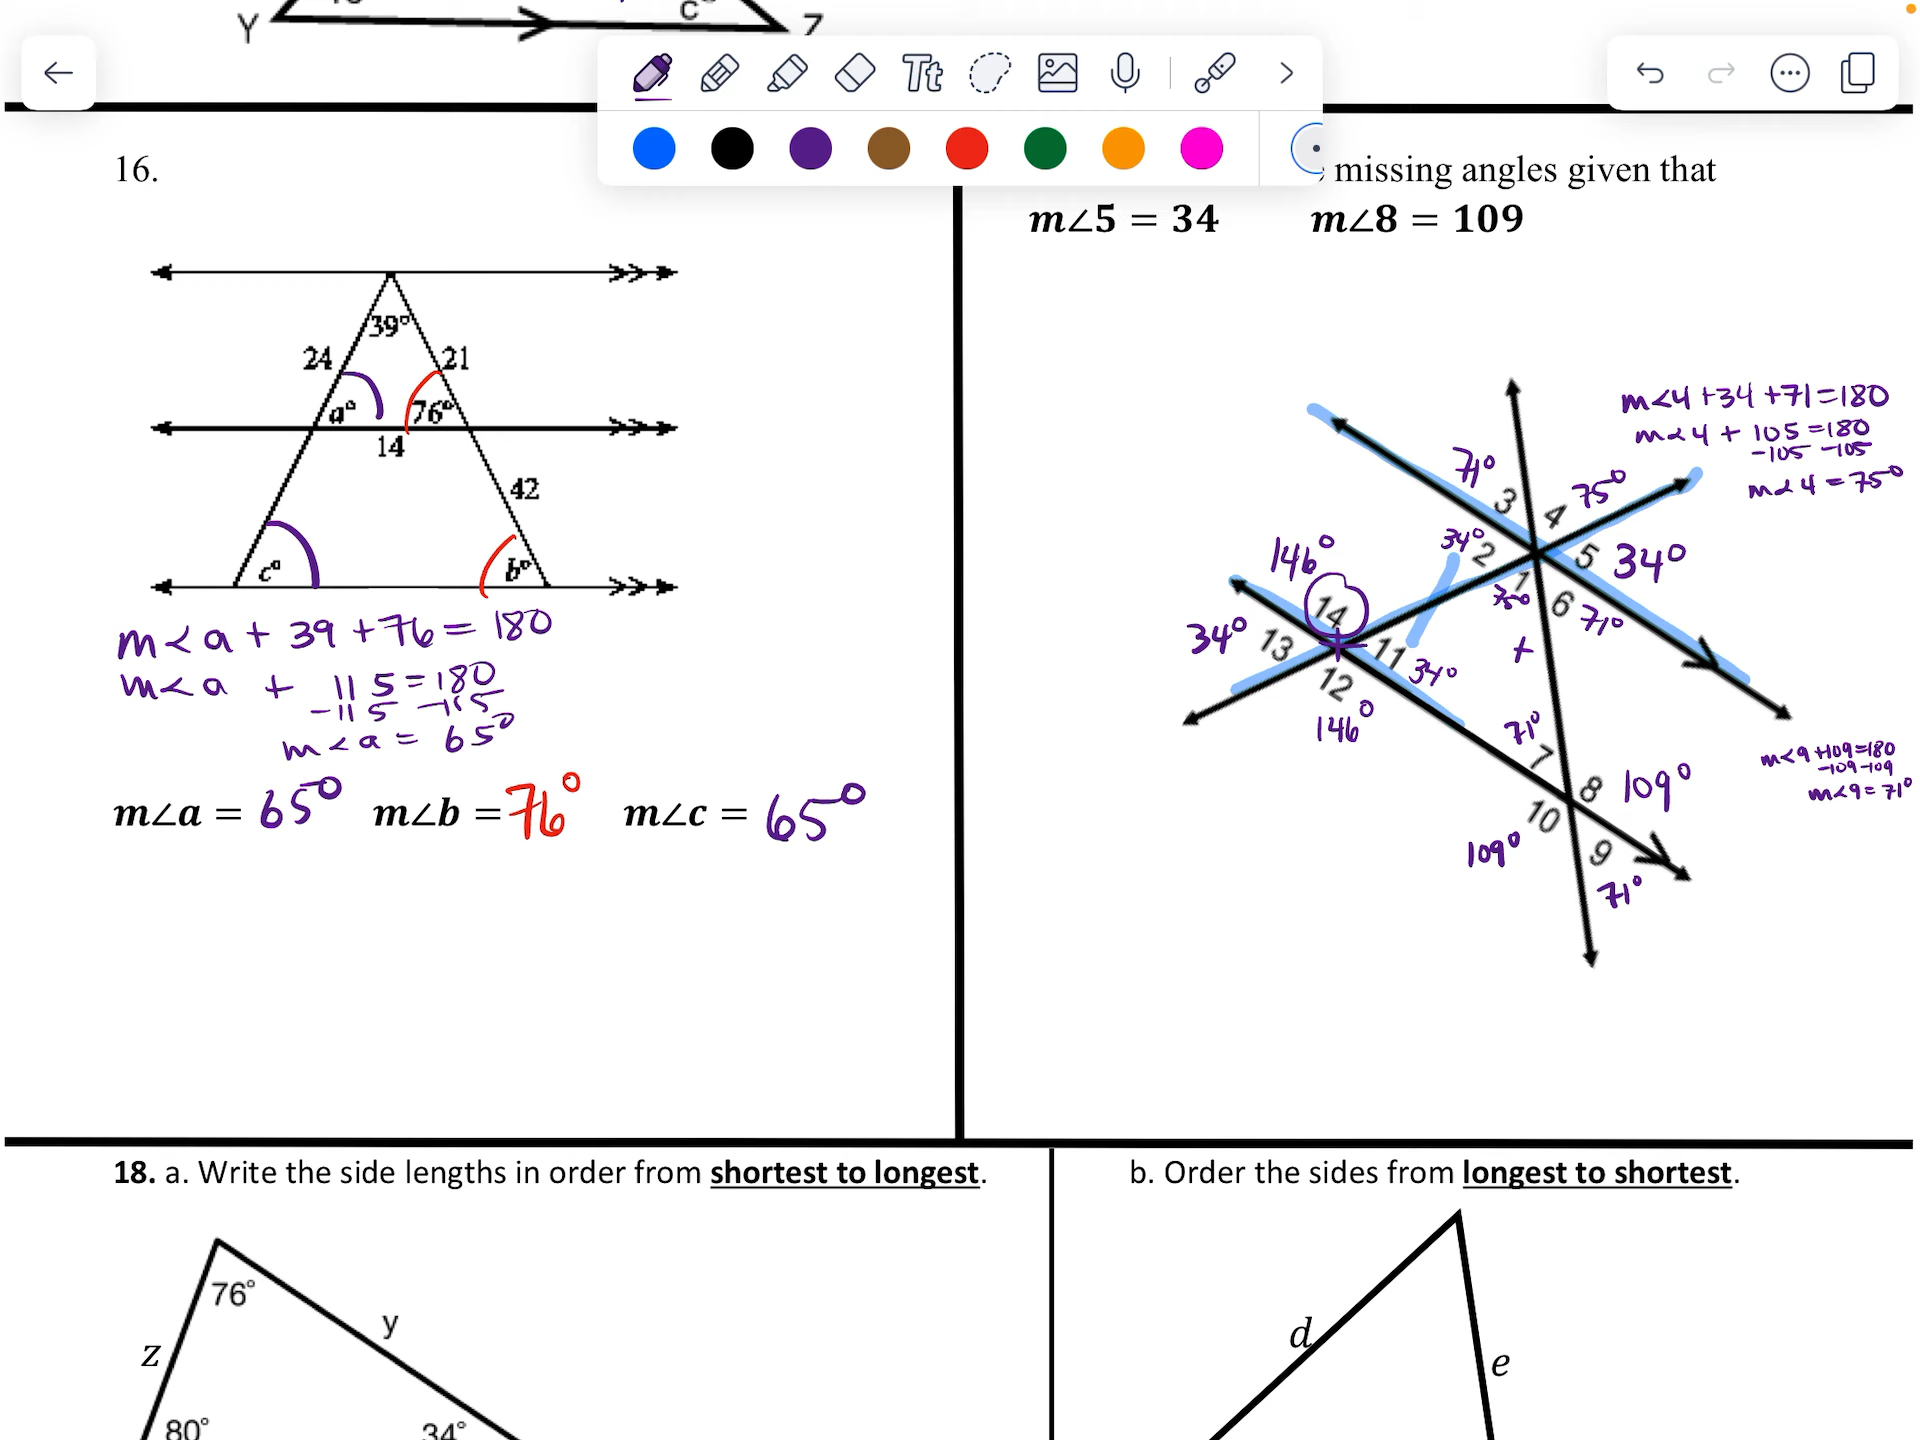 Y
c
Z
Tt
16.
missing angles given that
m∠5 = 34 m∠8 = 109
39°
24
21
a°
76°
14
42
c°
b°
m<a + 39 + 76 = 180
m<a + 115 = 180
-115 -115
m<a = 65°
m∠a = 65° m∠b = 76° m∠c = 65°
m<4 + 34 + 71 = 180
m<4 + 105 = 180
-105 -105
m<4 = 75°
71°
3
4
75°
34°
2
5
34°
1
75°
6
71°
146°
14
34°
13
11
34°
12
146°
71°
7
8
109°
10
109°
9
71°
m<9 + 109 = 180
-109 -109
m<9 = 71°
18. a. Write the side lengths in order from shortest to longest.
76°
y
z
80°
34°
b. Order the sides from longest to shortest.
d
e